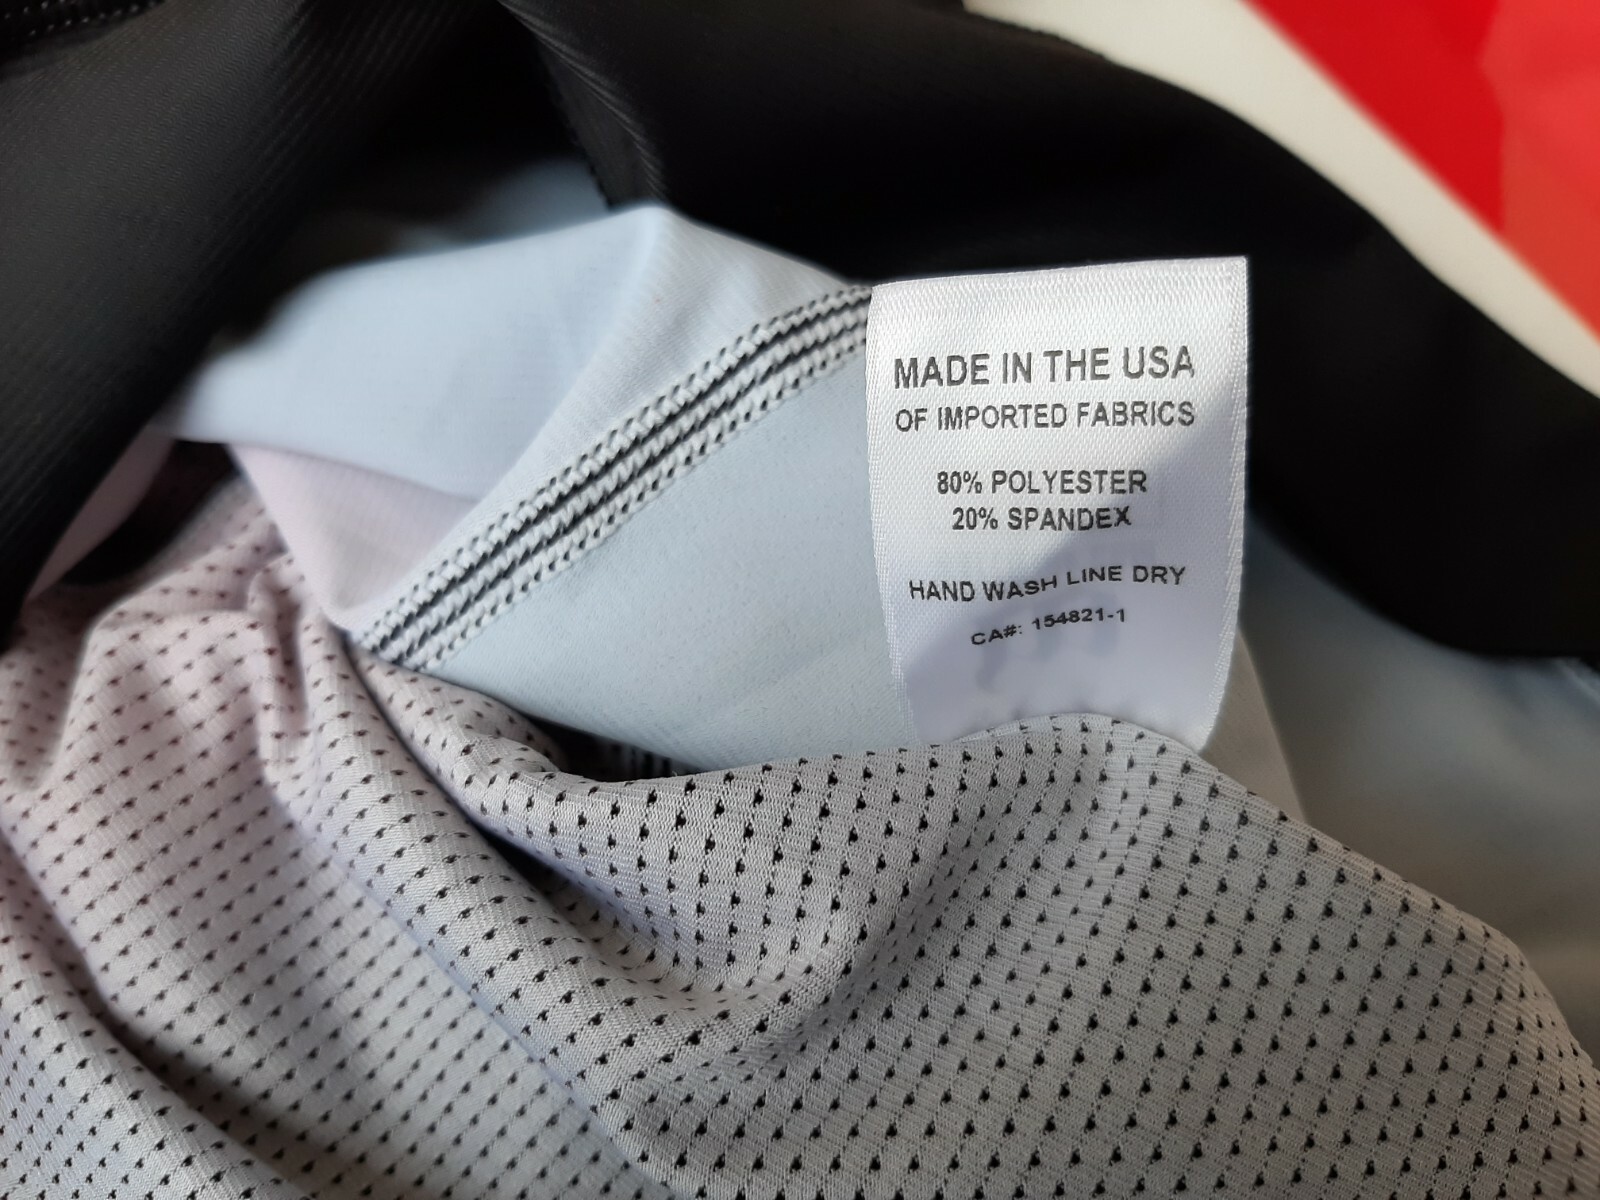 MADE IN THE USA
OF IMPORTED FABRICS
80% POLYESTER
20% SPANDEX
HAND WASH LINE DRY
CA#: 154821-1